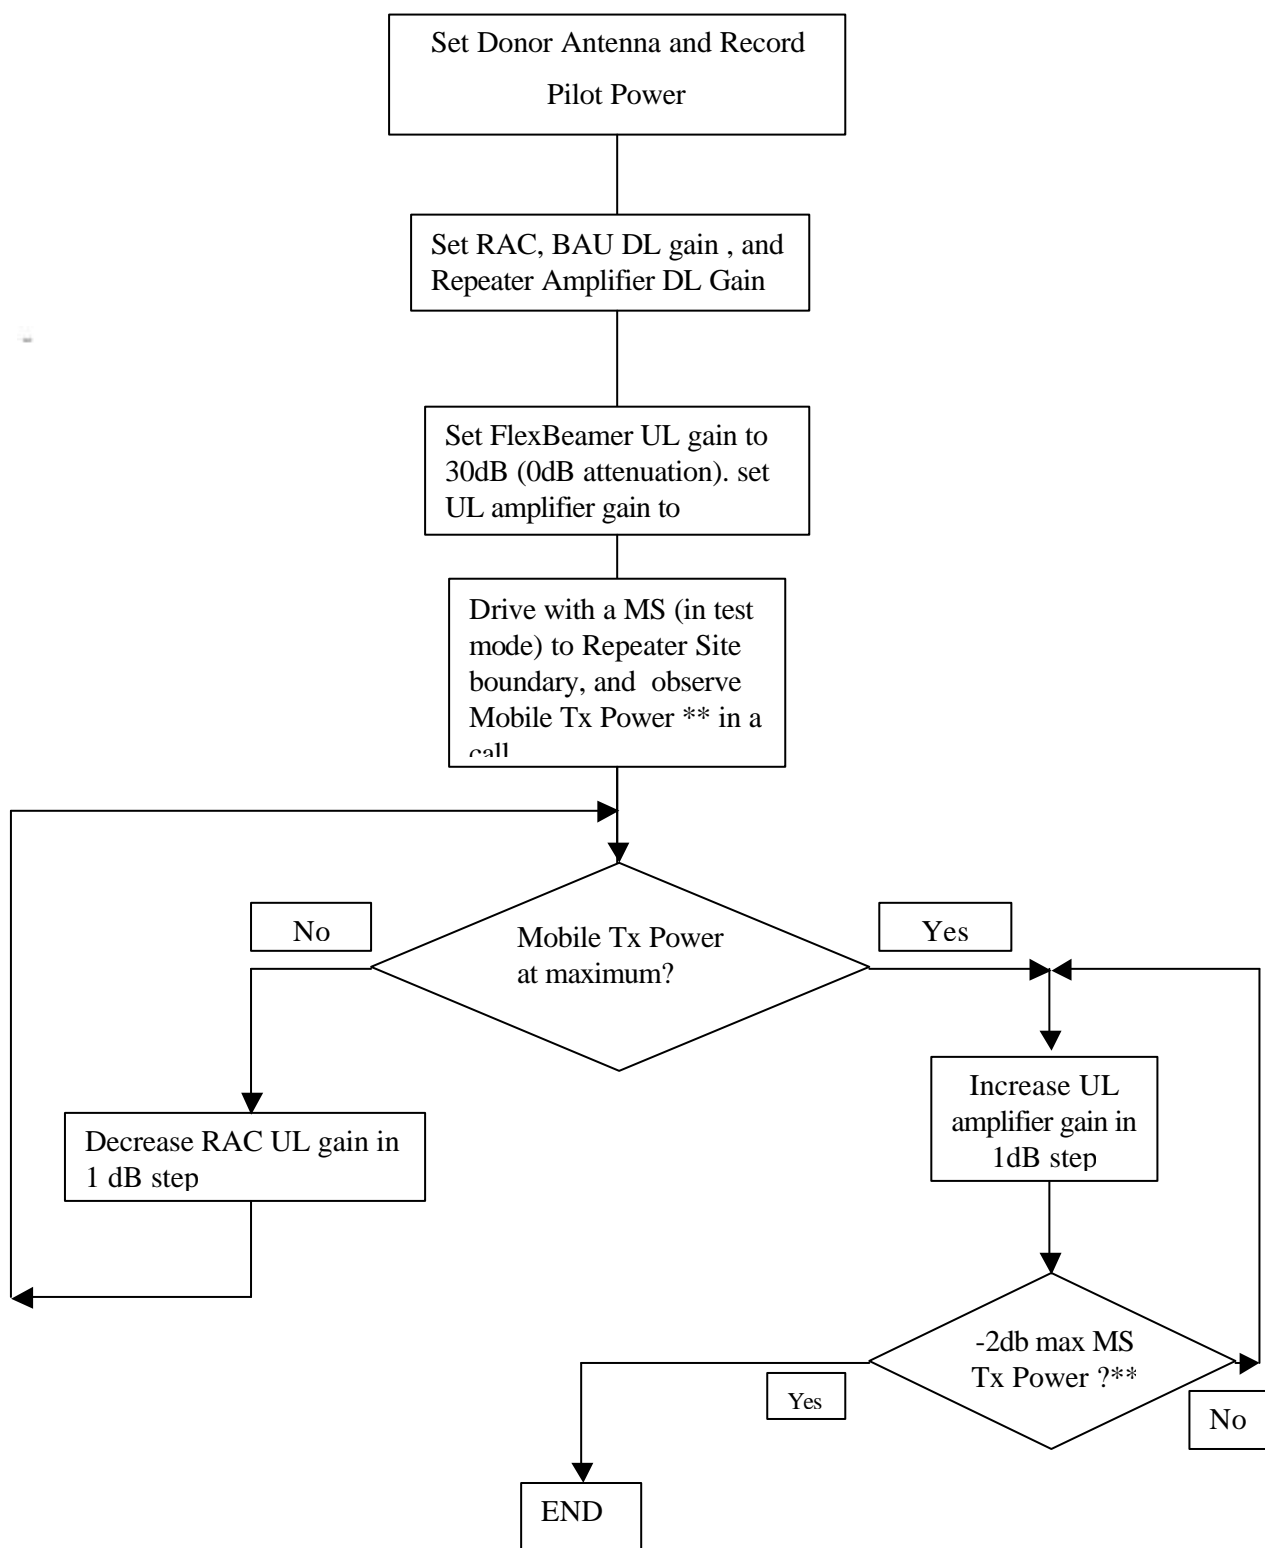 Set Donor Antenna and Record
Pilot Power
Set RAC, BAU DL gain , and
Repeater Amplifier DL Gain
Set FlexBeamer UL gain to
30dB (0dB attenuation). set
UL amplifier gain to
Drive with a MS (in test
mode) to Repeater Site
boundary, and observe
Mobile Tx Power ** in a
call
No
Mobile Tx Power
at maximum?
Yes
Decrease RAC UL gain in
1 dB step
Increase UL
amplifier gain in
1dB step
-2db max MS
Tx Power ?**
Yes
No
END